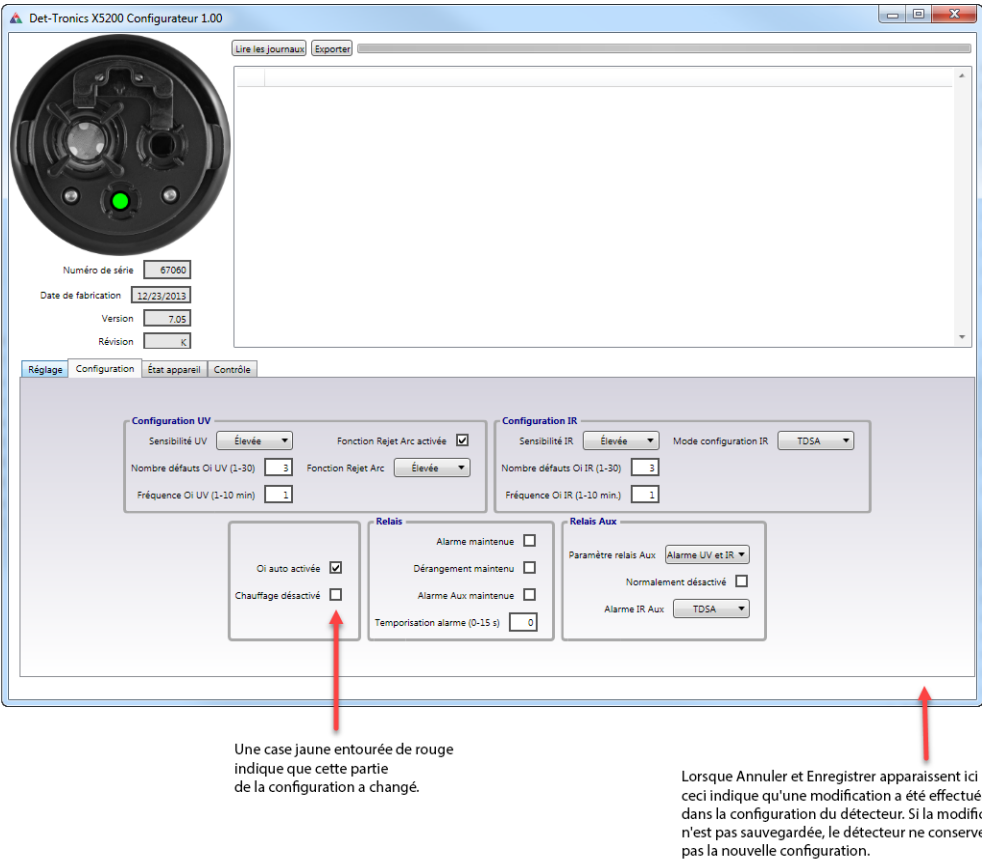 Det-Tronics X5200 Configurateur 1.00
Lire les journaux Exporter
Numéro de série 67060
Date de fabrication 12/23/2013
Version 7.05
Révision K
Réglage Configuration État appareil Contrôle
Configuration UV
Sensibilité UV Élevée Fonction Rejet Arc activée
Nombre défauts Oi UV (1-30) 3 Fonction Rejet Arc Élevée
Fréquence Oi UV (1-10 min) 1
Configuration IR
Sensibilité IR Élevée Mode configuration IR TDSA
Nombre défauts Oi IR (1-30) 3
Fréquence Oi IR (1-10 min.) 1
Oi auto activée
Chauffage désactivé
Relais
Alarme maintenue
Dérangement maintenu
Alarme Aux maintenue
Temporisation alarme (0-15 s) 0
Relais Aux
Paramètre relais Aux Alarme UV et IR
Normalement désactivé
Alarme IR Aux TDSA
Une case jaune entourée de rouge
indique que cette partie
de la configuration a changé.
Lorsque Annuler et Enregistrer apparaissent ici
ceci indique qu'une modification a été effectué
dans la configuration du détecteur. Si la modific
n'est pas sauvegardée, le détecteur ne conserve
pas la nouvelle configuration.